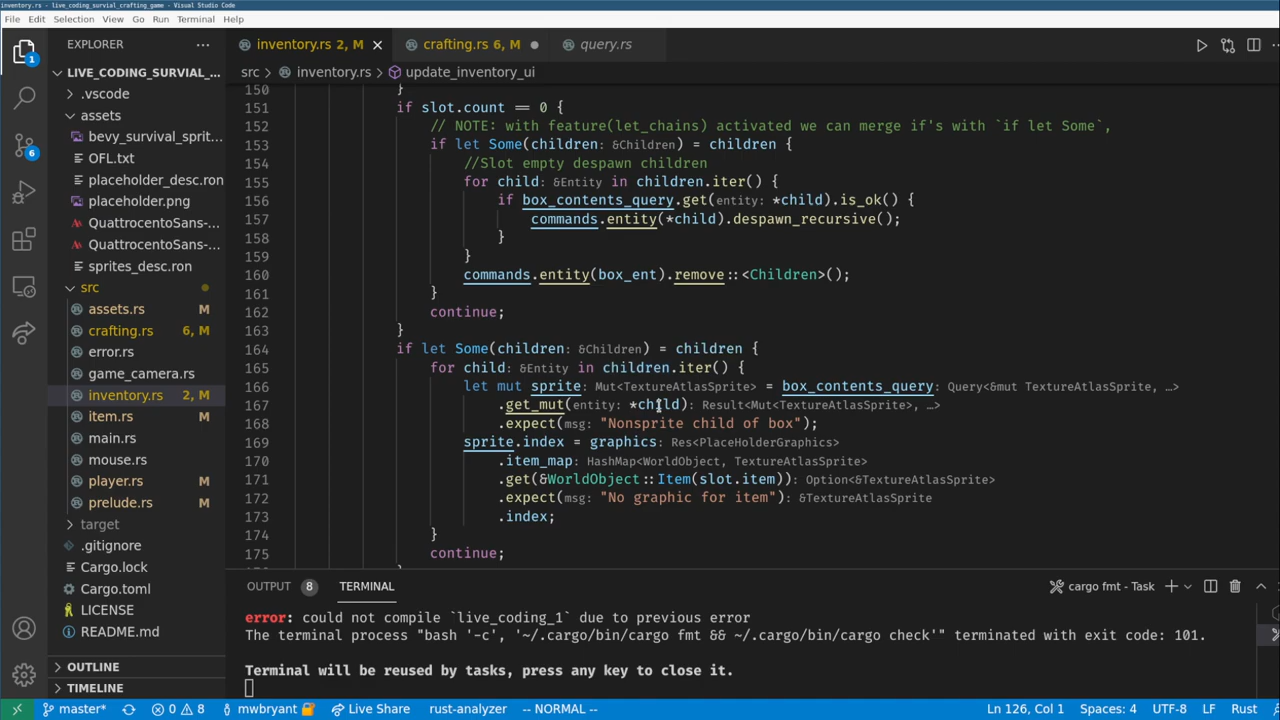 inventory.rs - live_coding_survial_crafting_game - Visual Studio Code
File Edit Selection View Go Run Terminal Help
EXPLORER
inventory.rs 2, M
crafting.rs 6, M
query.rs
LIVE_CODING_SURVIAL_...
src > inventory.rs > update_inventory_ui
.vscode
assets
bevy_survival_sprit...
OFL.txt
placeholder_desc.ron
placeholder.png
QuattrocentoSans-...
QuattrocentoSans-...
sprites_desc.ron
src
assets.rs M
crafting.rs 6, M
error.rs
game_camera.rs
inventory.rs 2, M
item.rs M
main.rs
mouse.rs
player.rs M
prelude.rs M
target
.gitignore
Cargo.lock
Cargo.toml
LICENSE
README.md
OUTLINE
TIMELINE
1
6
150 }
151 if slot.count == 0 {
152 // NOTE: with feature(let_chains) activated we can merge if's with `if let Some`,
153 if let Some(children: &Children) = children {
154 //Slot empty despawn children
155 for child: &Entity in children.iter() {
156 if box_contents_query.get(entity: *child).is_ok() {
157 commands.entity(*child).despawn_recursive();
158 }
159 }
160 commands.entity(box_ent).remove::<Children>();
161 }
162 continue;
163 }
164 if let Some(children: &Children) = children {
165 for child: &Entity in children.iter() {
166 let mut sprite: Mut<TextureAtlasSprite> = box_contents_query: Query<&mut TextureAtlasSprite, …>
167 .get_mut(entity: *child): Result<Mut<TextureAtlasSprite>, …>
168 .expect(msg: "Nonsprite child of box");
169 sprite.index = graphics: Res<PlaceHolderGraphics>
170 .item_map: HashMap<WorldObject, TextureAtlasSprite>
171 .get(&WorldObject::Item(slot.item)): Option<&TextureAtlasSprite>
172 .expect(msg: "No graphic for item"): &TextureAtlasSprite
173 .index;
174 }
175 continue;
OUTPUT 8 TERMINAL
cargo fmt - Task
error: could not compile `live_coding_1` due to previous error
The terminal process "bash '-c', '~/.cargo/bin/cargo fmt && ~/.cargo/bin/cargo check'" terminated with exit code: 101.
Terminal will be reused by tasks, press any key to close it.
master* 0 8 mwbryant Live Share rust-analyzer -- NORMAL -- Ln 126, Col 1 Spaces: 4 UTF-8 LF Rust